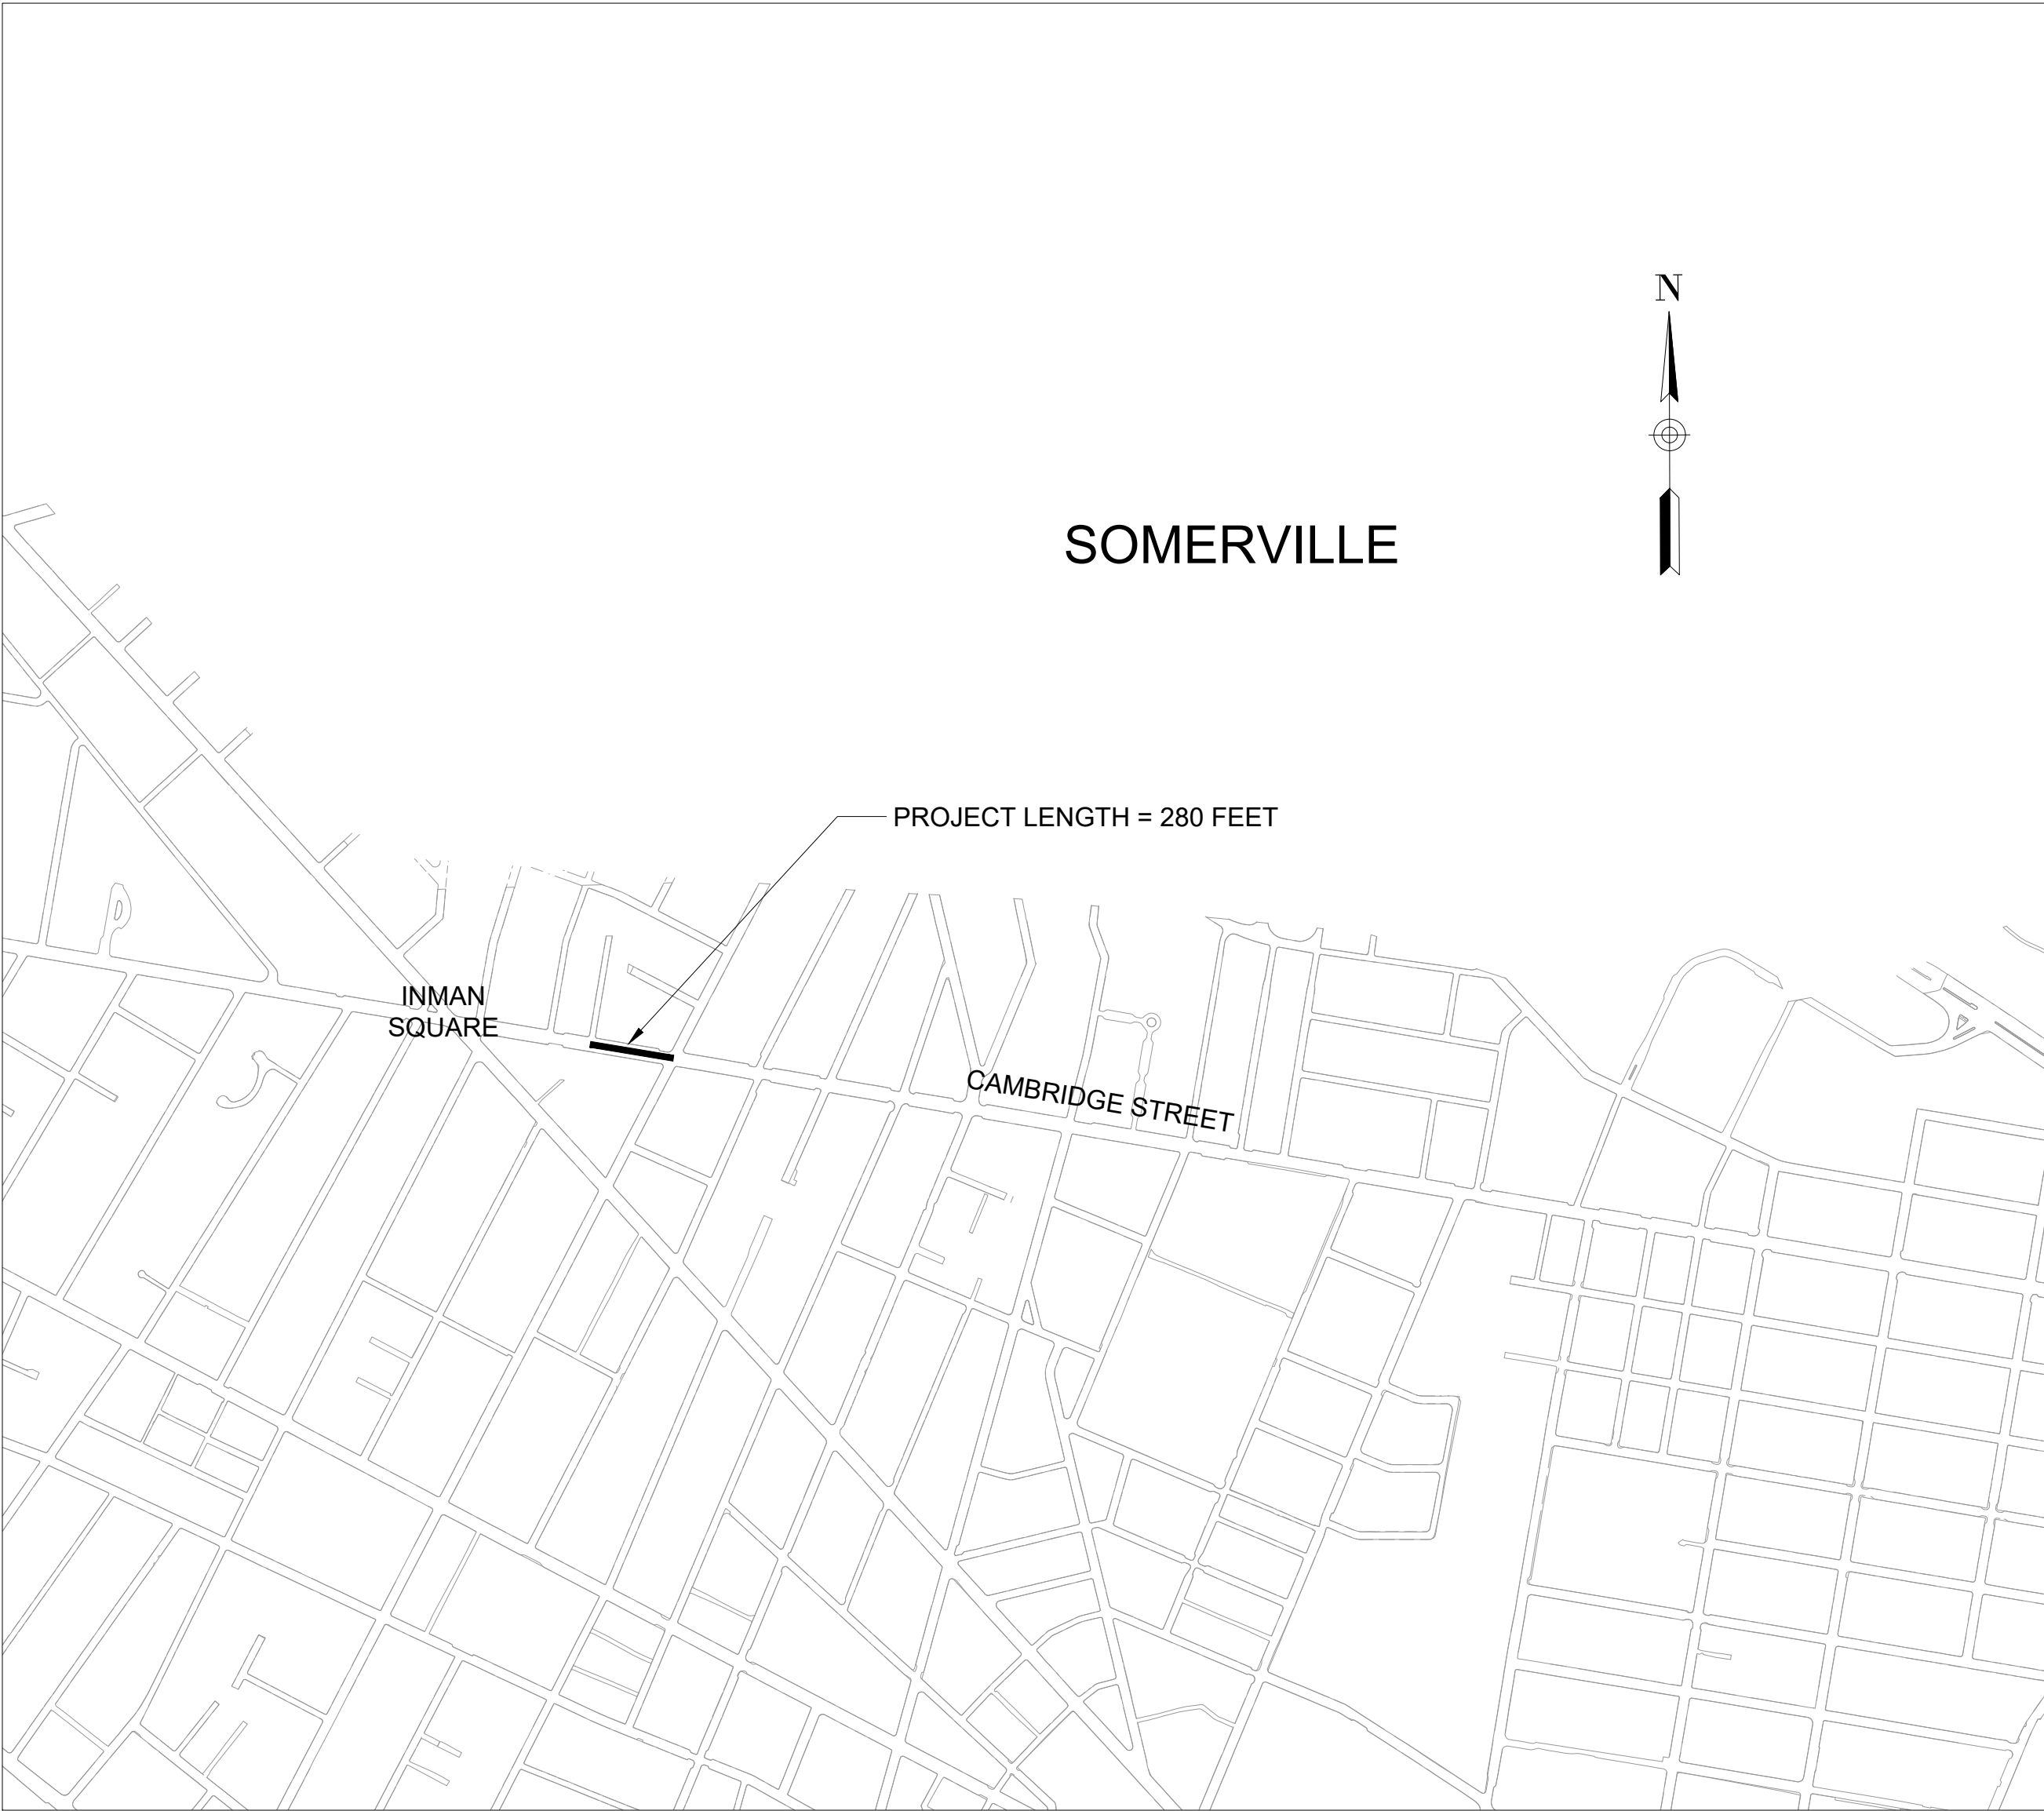 N
SOMERVILLE
PROJECT LENGTH = 280 FEET
INMAN
SQUARE
CAMBRIDGE STREET